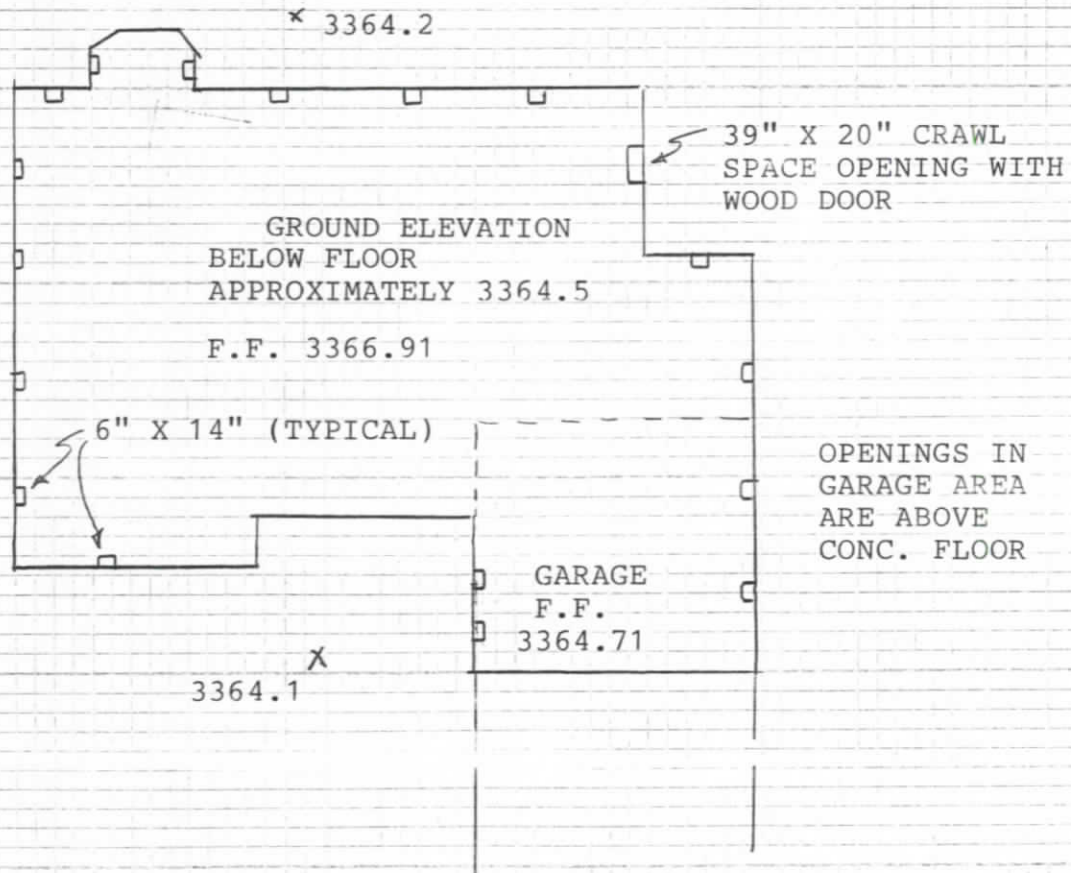 × 3364.2
39" X 20" CRAWL
SPACE OPENING WITH
WOOD DOOR
GROUND ELEVATION
BELOW FLOOR
APPROXIMATELY 3364.5
F.F. 3366.91
6" X 14" (TYPICAL)
OPENINGS IN
GARAGE AREA
ARE ABOVE
CONC. FLOOR
GARAGE
F.F.
3364.71
X
3364.1